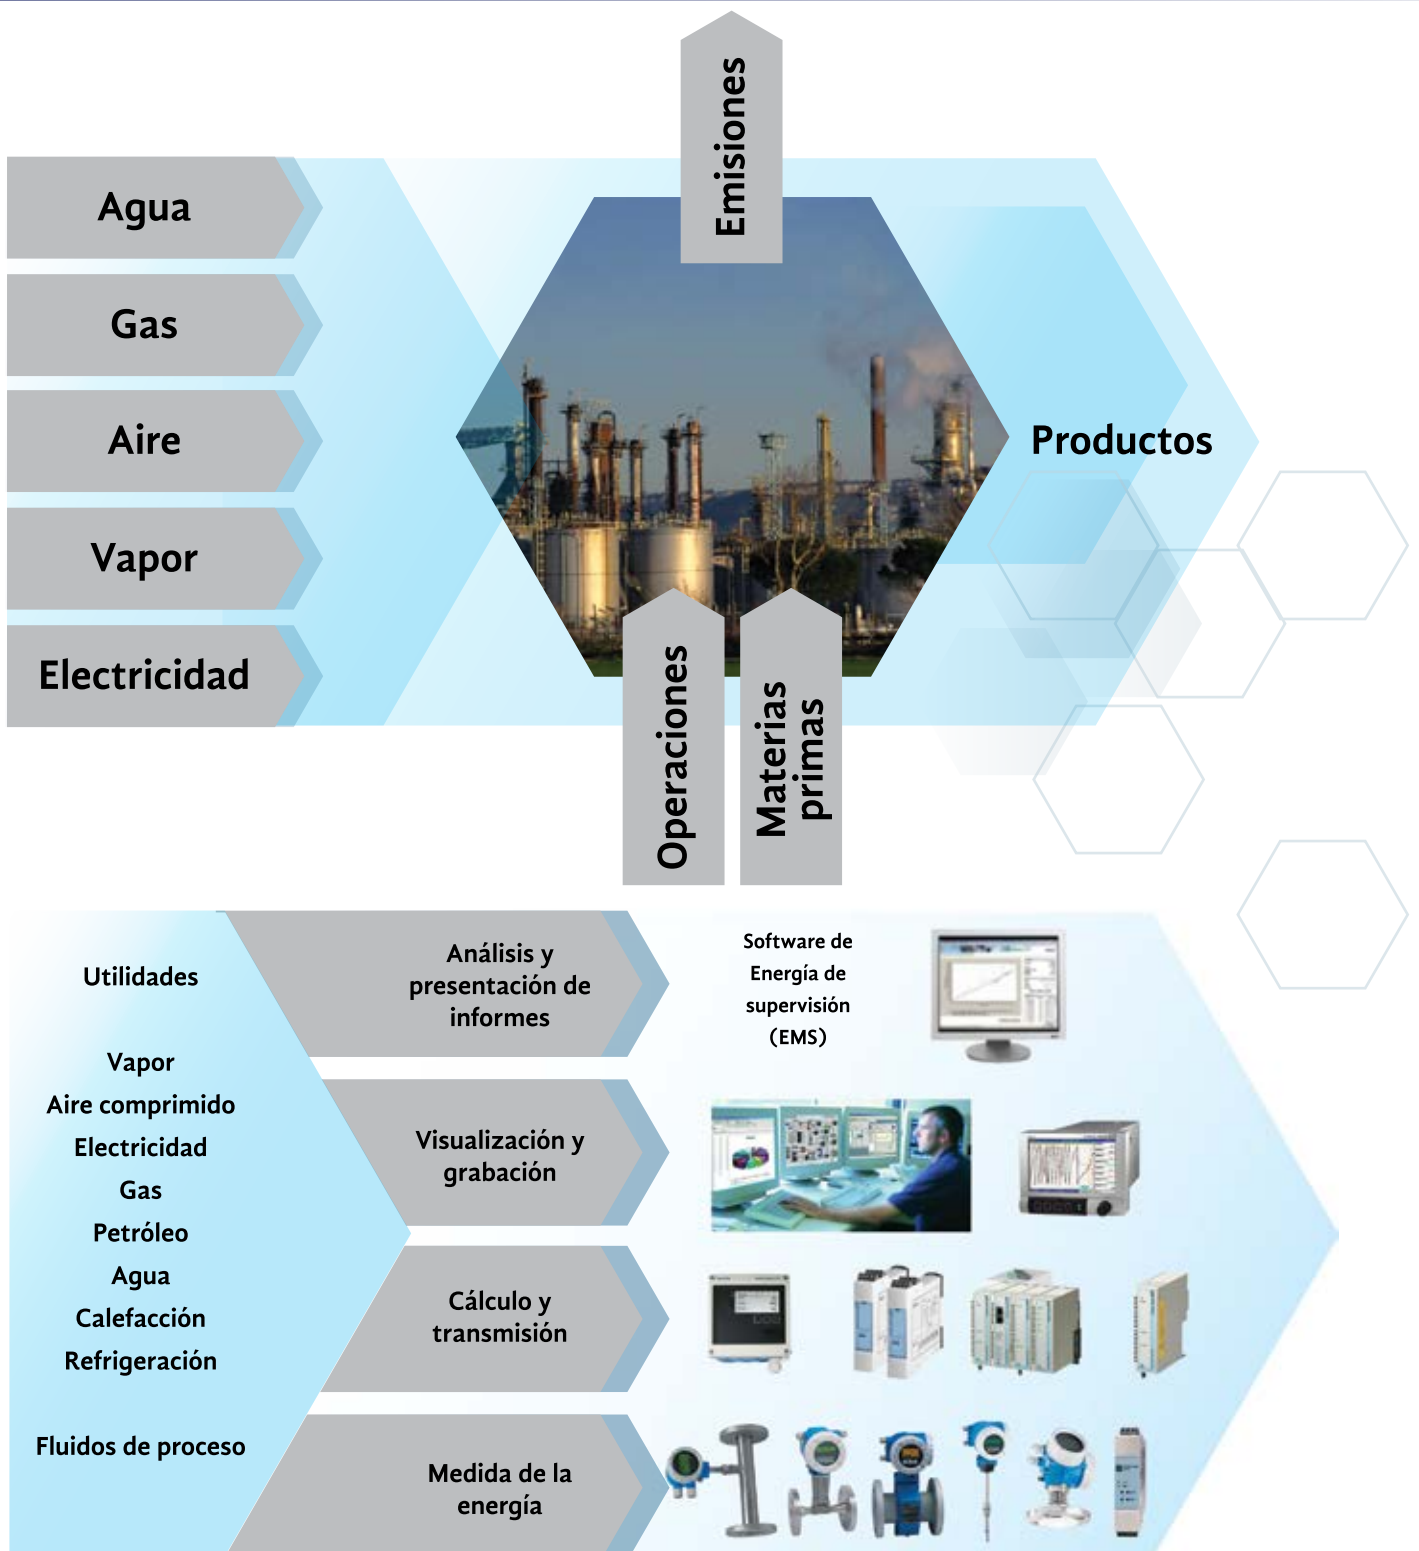 Emisiones
Agua
Gas
Aire
Vapor
Electricidad
Productos
Operaciones
Materias
primas
Utilidades
Vapor
Aire comprimido
Electricidad
Gas
Petróleo
Agua
Calefacción
Refrigeración
Fluidos de proceso
Análisis y
presentación de
informes
Software de
Energía de
supervisión
(EMS)
Visualización y
grabación
Cálculo y
transmisión
Medida de la
energía